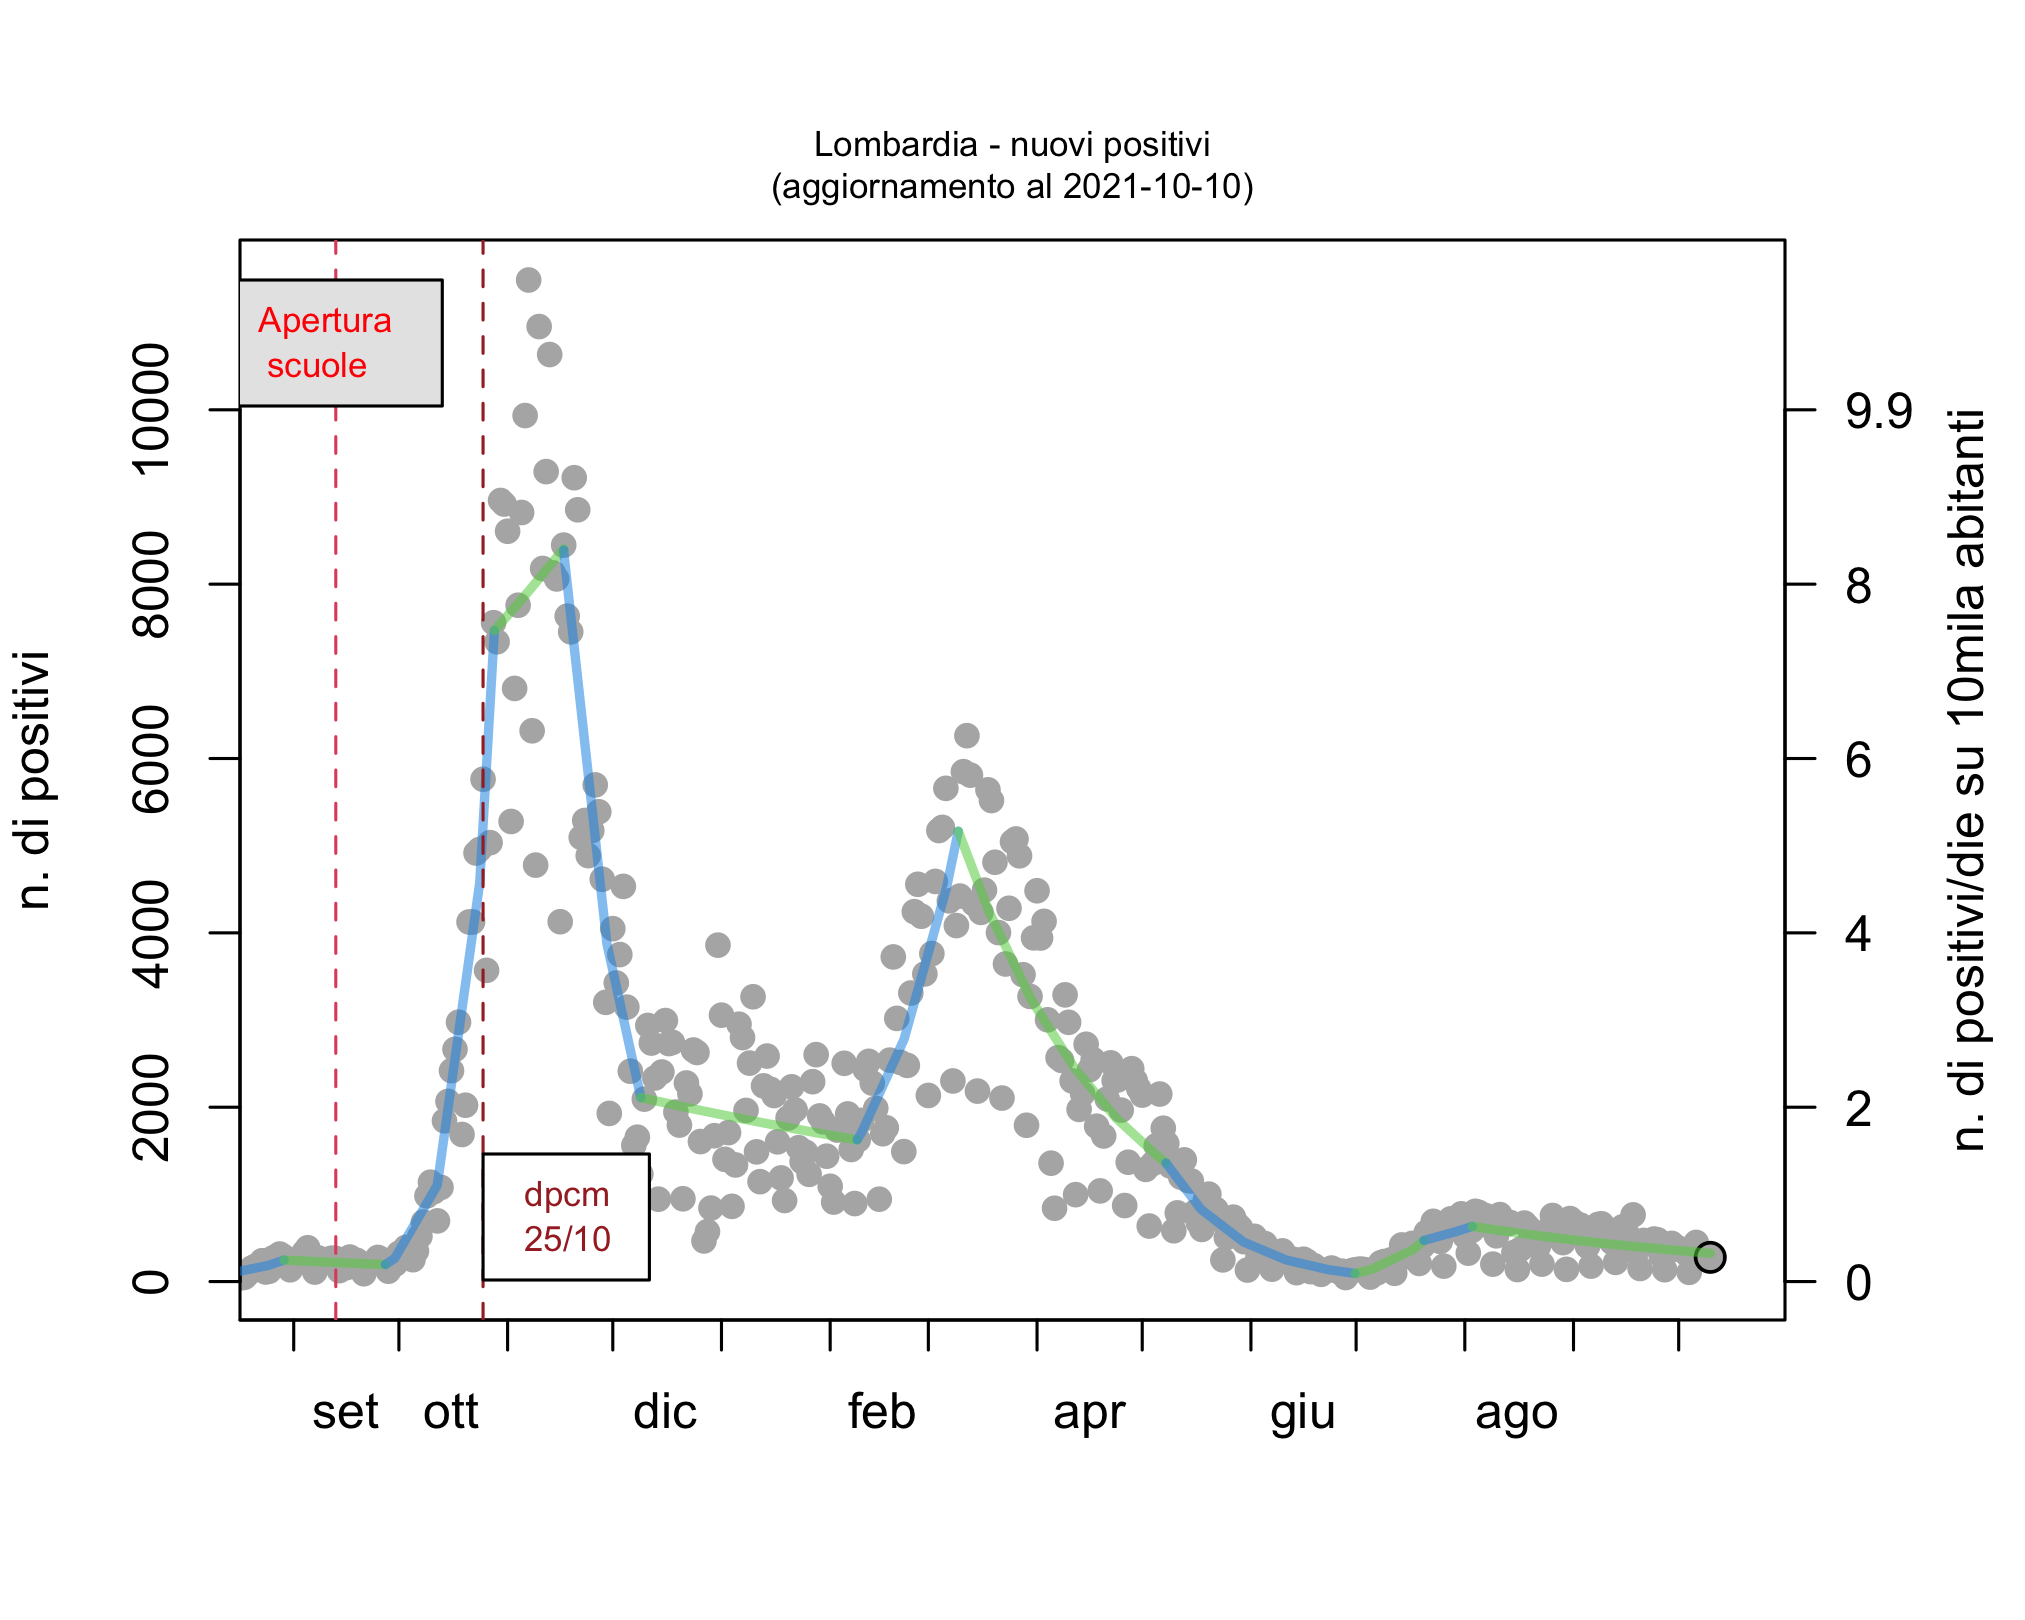 Lombardia - nuovi positivi
(aggiornamento al 2021-10-10)
Apertura
scuole
dpcm
25/10
n. di positivi
0
2000
4000
6000
8000
10000
n. di positivi/die su 10mila abitanti
0
2
4
6
8
9.9
set ott dic feb apr giu ago